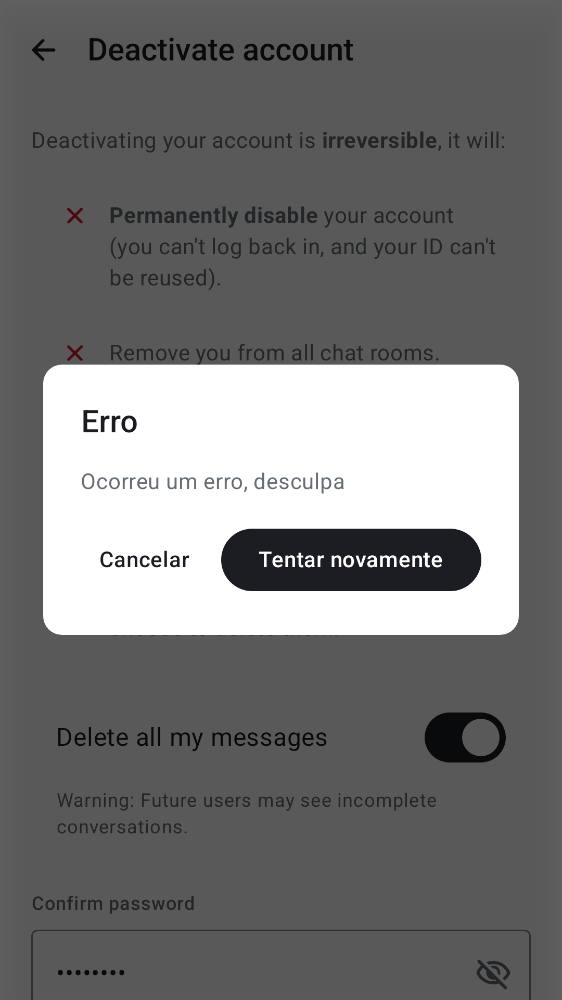 Deactivate account
Deactivating your account is irreversible, it will:
Permanently disable your account
(you can't log back in, and your ID can't
be reused).
Remove you from all chat rooms.
Erro
Ocorreu um erro, desculpa
Cancelar
Tentar novamente
Delete all my messages
Warning: Future users may see incomplete
conversations.
Confirm password
••••••••